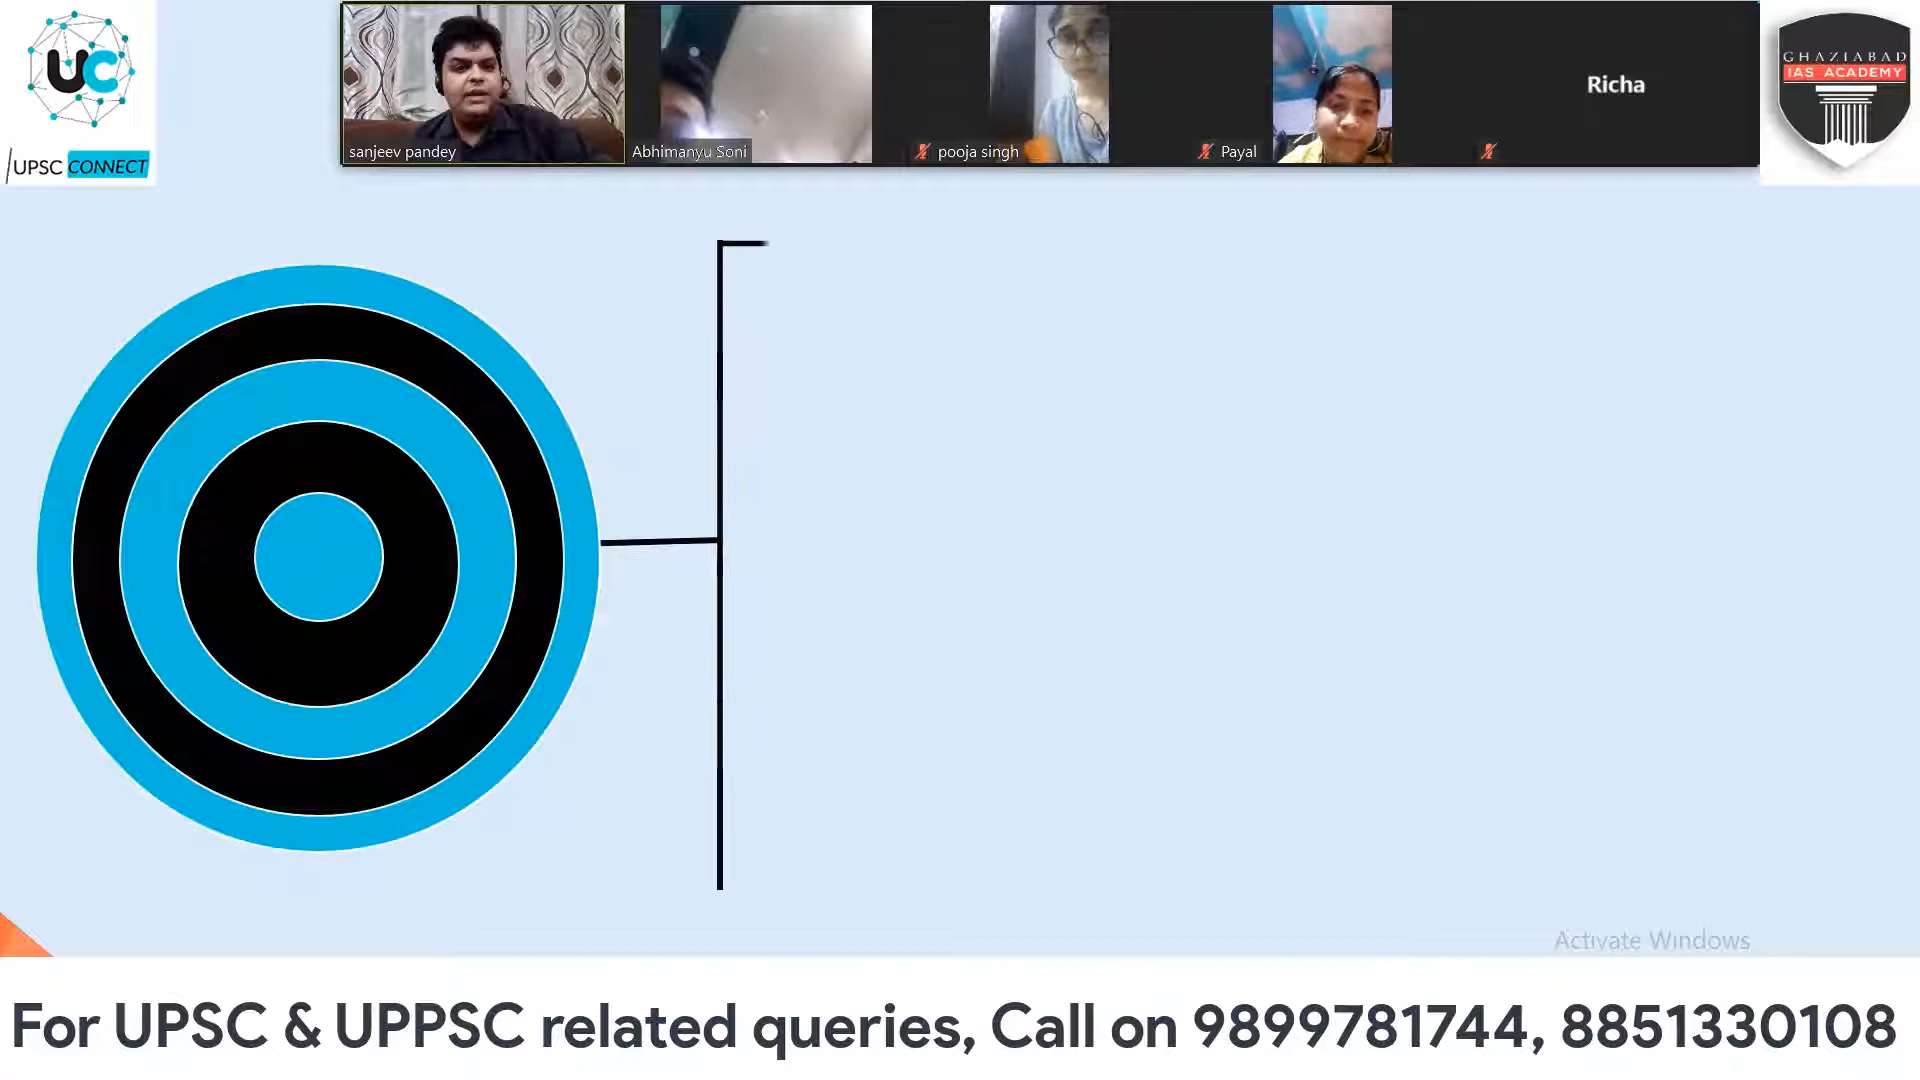 UC
UPSC CONNECT
sanjeev pandey
Abhimanyu Soni
pooja singh
Payal
Richa
GHAZIABAD
IAS ACADEMY
Activate Windows
For UPSC & UPPSC related queries, Call on 9899781744, 8851330108